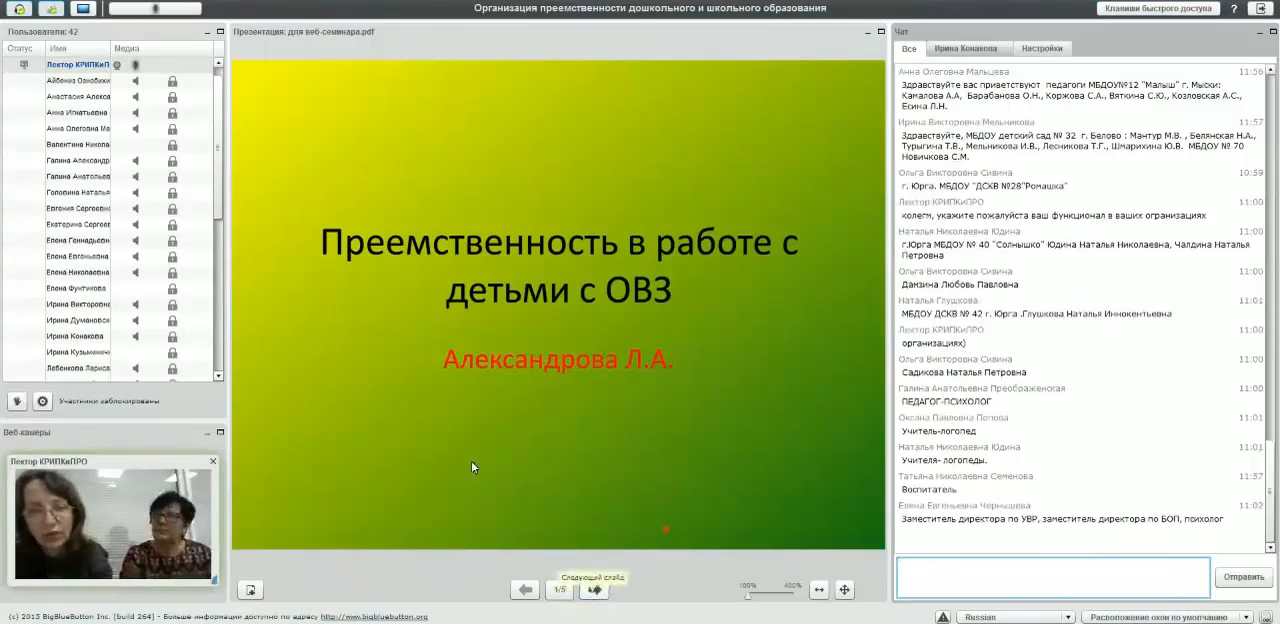 Организация преемственности дошкольного и школьного образования
Клавиши быстрого доступа
?
Пользователи: 42
Статус Имя Медиа
Лектор КРИПКиП
Айбениз Ознобихи
Анастасия Алекса
Анна Игнатьевна
Анна Олеговна Ма
Валентина Никола
Галина Александр
Галина Анатольев
Головина Наталья
Евгения Сергеевн
Екатерина Сергеев
Елена Геннадьевн
Елена Евгеньевна
Елена Николаевна
Елена Фунтикова
Ирина Викторовна
Ирина Думановск
Ирина Конакова
Ирина Кузьминич
Лебенкова Лариса
Участники заблокированы
Веб-камеры
Лектор КРИПКиПРО
Презентация: для веб-семинара.pdf
Преемственность в работе с
детьми с ОВЗ
Александрова Л.А.
Следующий слайд
1/5
100% 400%
Чат
Все Ирина Конакова Настройки
Анна Олеговна Мальцева 11:56
Здравствуйте вас приветствуют педагоги МБДОУ№12 "Малыш" г. Мыски:
Камалова А.А, Барабанова О.Н., Коржова С.А., Вяткина С.Ю., Козловская А.С.,
Есина Л.Н.
Ирина Викторовна Мельникова 11:57
Здравствуйте, МБДОУ детский сад № 32 г. Белово : Мантур М.В. , Белянская Н.А.,
Турыгина Т.В., Мельникова И.В., Лесникова Т.Г., Шмарихина Ю.В. МБДОУ № 70
Новичкова С.М.
Ольга Викторовна Сивина 10:59
г. Юрга. МБДОУ "ДСКВ №28"Ромашка"
Лектор КРИПКиПРО 11:00
колегм, укажите пожалуйста ваш функционал в ваших огранизациях
Наталья Николаевна Юдина 11:00
г.Юрга МБДОУ № 40 "Солнышко" Юдина Наталья Николаевна, Чалдина Наталья
Петровна
Ольга Викторовна Сивина 11:00
Данзина Любовь Павловна
Наталья Глушкова. 11:01
МБДОУ ДСКВ № 42 г. Юрга .Глушкова Наталья Иннокентьевна
Лектор КРИПКиПРО 11:00
организациях)
Ольга Викторовна Сивина 11:00
Садикова Наталья Петровна
Галина Анатольевна Преображенская 11:00
ПЕДАГОГ-ПСИХОЛОГ
Оксана Павловна Попова 11:01
Учитель-логопед
Наталья Николаевна Юдина 11:01
Учителя- логопеды.
Татьяна Николаевна Семенова 11:57
Воспитатель
Елена Евгеньевна Чернышева 11:02
Заместитель директора по УВР, заместитель директора по БОП, психолог
Отправить
(c) 2015 BigBlueButton Inc. [build 264] - Больше информации доступно по адресу http://www.bigbluebutton.org
Russian
Расположение окон по умолчанию